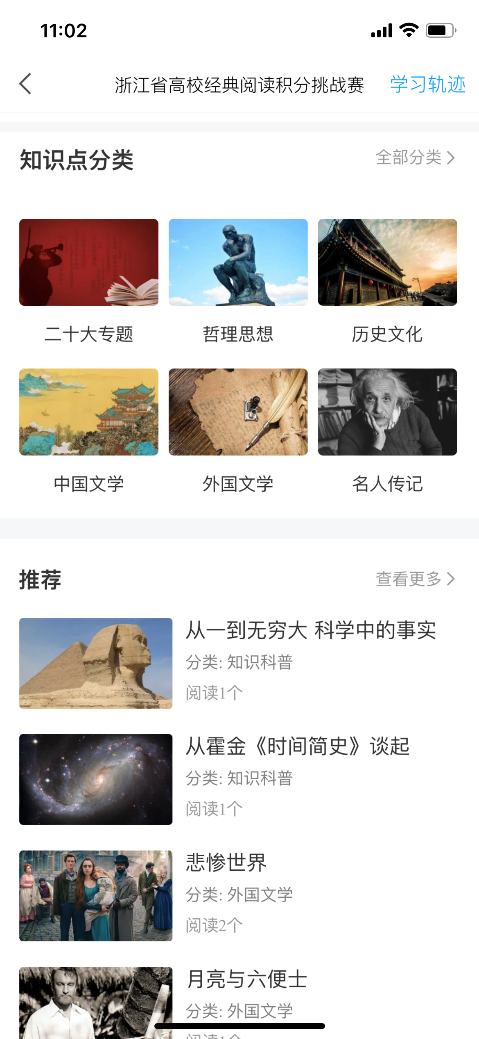 11:02
浙江省高校经典阅读积分挑战赛
学习轨迹
知识点分类
全部分类
二十大专题
哲理思想
历史文化
中国文学
外国文学
名人传记
推荐
查看更多
从一到无穷大 科学中的事实
分类: 知识科普
阅读1个
从霍金《时间简史》谈起
分类: 知识科普
阅读1个
悲惨世界
分类: 外国文学
阅读2个
月亮与六便士
分类: 外国文学